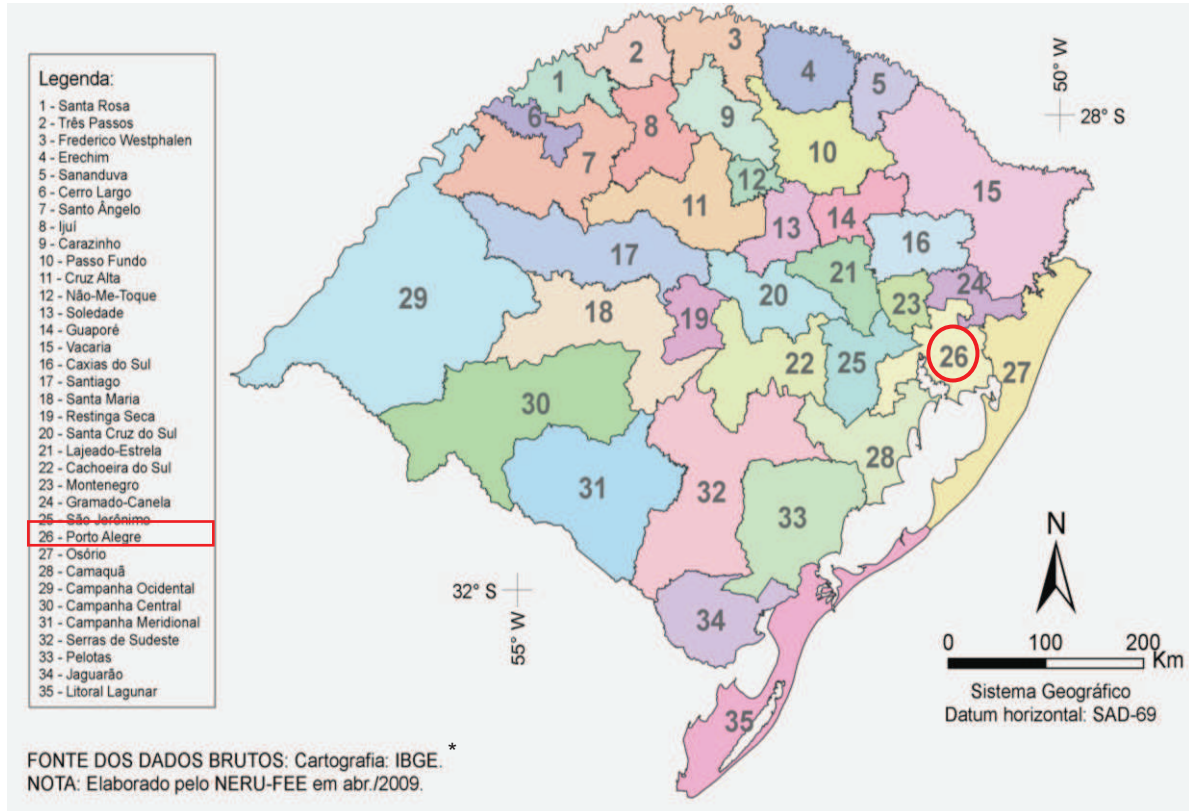 Legenda:
1 - Santa Rosa
2 - Três Passos
3 - Frederico Westphalen
4 - Erechim
5 - Sananduva
6 - Cerro Largo
7 - Santo Ângelo
8 - Ijuí
9 - Carazinho
10 - Passo Fundo
11 - Cruz Alta
12 - Não-Me-Toque
13 - Soledade
14 - Guaporé
15 - Vacaria
16 - Caxias do Sul
17 - Santiago
18 - Santa Maria
19 - Restinga Seca
20 - Santa Cruz do Sul
21 - Lajeado-Estrela
22 - Cachoeira do Sul
23 - Montenegro
24 - Gramado-Canela
25 - São Jerônimo
26 - Porto Alegre
27 - Osório
28 - Camaquã
29 - Campanha Ocidental
30 - Campanha Central
31 - Campanha Meridional
32 - Serras de Sudeste
33 - Pelotas
34 - Jaguarão
35 - Litoral Lagunar
1
2
3
4
5
6
7
8
9
10
11
12
13
14
15
16
17
18
19
20
21
22
23
24
25
26
27
28
29
30
31
32
33
34
35
50° W
28° S
32° S
55° W
N
0 100 200 Km
Sistema Geográfico
Datum horizontal: SAD-69
FONTE DOS DADOS BRUTOS: Cartografia: IBGE. *
NOTA: Elaborado pelo NERU-FEE em abr./2009.